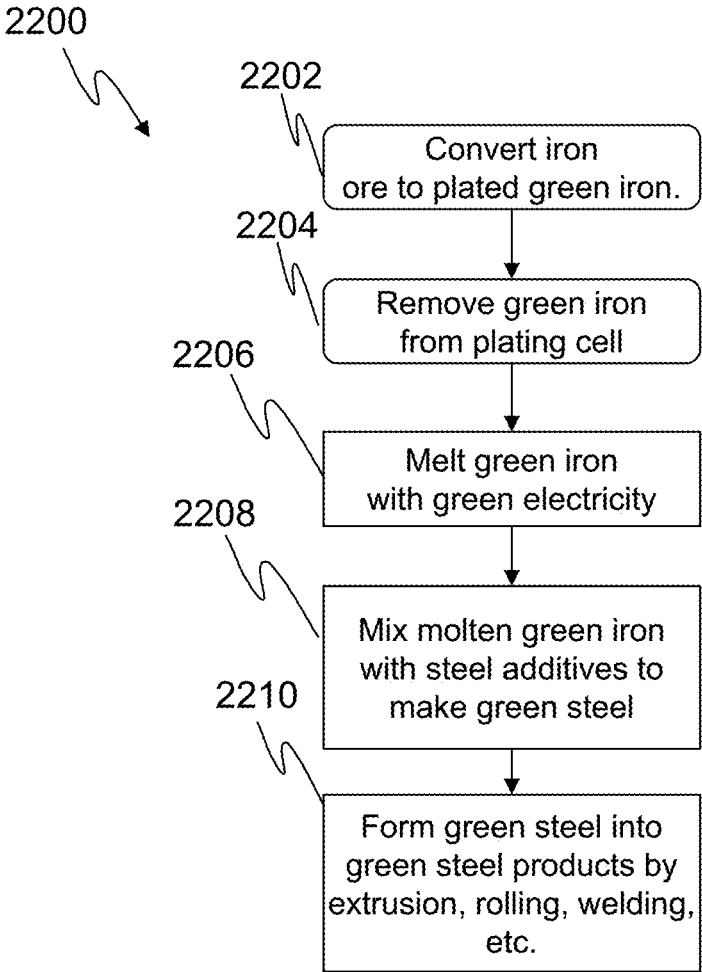 2200
2202
Convert iron
ore to plated green iron.
2204
Remove green iron
from plating cell
2206
Melt green iron
with green electricity
2208
Mix molten green iron
with steel additives to
make green steel
2210
Form green steel into
green steel products by
extrusion, rolling, welding,
etc.